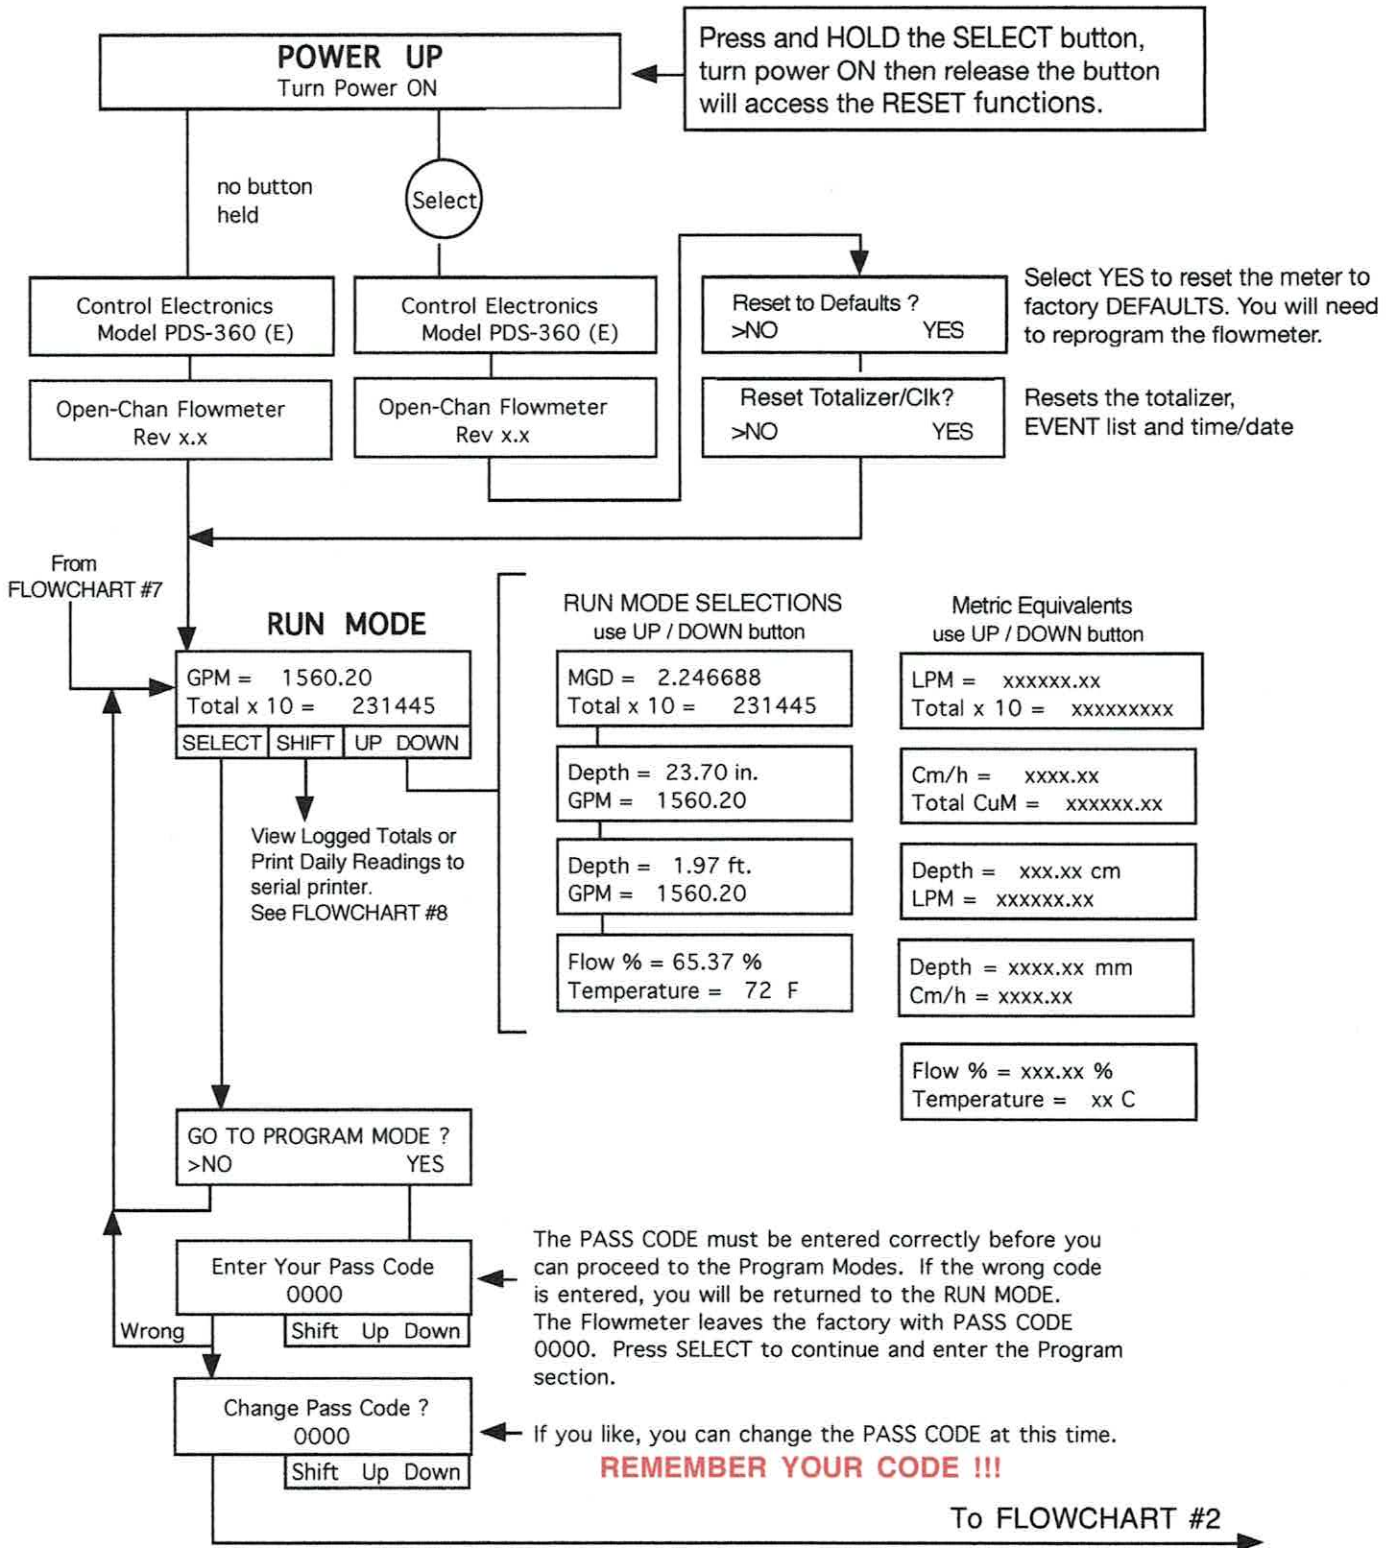 POWER UP
Turn Power ON
Press and HOLD the SELECT button,
turn power ON then release the button
will access the RESET functions.
no button
held
Select
Control Electronics
Model PDS-360 (E)
Open-Chan Flowmeter
Rev x.x
Control Electronics
Model PDS-360 (E)
Open-Chan Flowmeter
Rev x.x
Reset to Defaults ?
>NO YES
Select YES to reset the meter to
factory DEFAULTS. You will need
to reprogram the flowmeter.
Reset Totalizer/Clk?
>NO YES
Resets the totalizer,
EVENT list and time/date
From
FLOWCHART #7
RUN MODE
GPM = 1560.20
Total x 10 = 231445
SELECT SHIFT UP DOWN
View Logged Totals or
Print Daily Readings to
serial printer.
See FLOWCHART #8
RUN MODE SELECTIONS
use UP / DOWN button
MGD = 2.246688
Total x 10 = 231445
Depth = 23.70 in.
GPM = 1560.20
Depth = 1.97 ft.
GPM = 1560.20
Flow % = 65.37 %
Temperature = 72 F
Metric Equivalents
use UP / DOWN button
LPM = xxxxxx.xx
Total x 10 = xxxxxxxxx
Cm/h = xxxx.xx
Total CuM = xxxxxx.xx
Depth = xxx.xx cm
LPM = xxxxxx.xx
Depth = xxxx.xx mm
Cm/h = xxxx.xx
Flow % = xxx.xx %
Temperature = xx C
GO TO PROGRAM MODE ?
>NO YES
Enter Your Pass Code
0000
Shift Up Down
Wrong
The PASS CODE must be entered correctly before you
can proceed to the Program Modes. If the wrong code
is entered, you will be returned to the RUN MODE.
The Flowmeter leaves the factory with PASS CODE
0000. Press SELECT to continue and enter the Program
section.
Change Pass Code ?
0000
Shift Up Down
If you like, you can change the PASS CODE at this time.
REMEMBER YOUR CODE !!!
To FLOWCHART #2